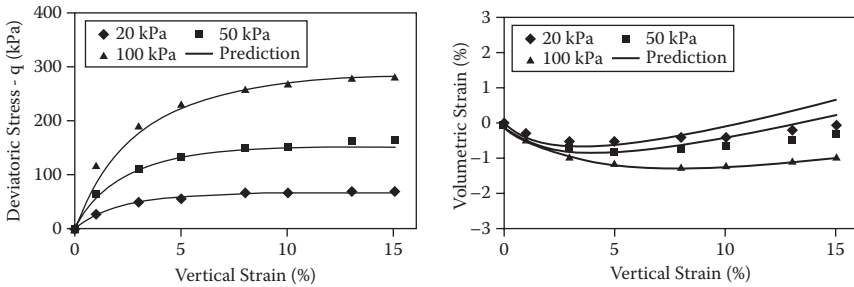 Deviatoric Stress - q (kPa)
400
300
200
100
0
20 kPa 50 kPa
100 kPa Prediction
0 5 10 15
Vertical Strain (%)
Volumetric Strain (%)
3
2
1
0
−1
−2
−3
20 kPa 50 kPa
100 kPa Prediction
0 5 10 15
Vertical Strain (%)